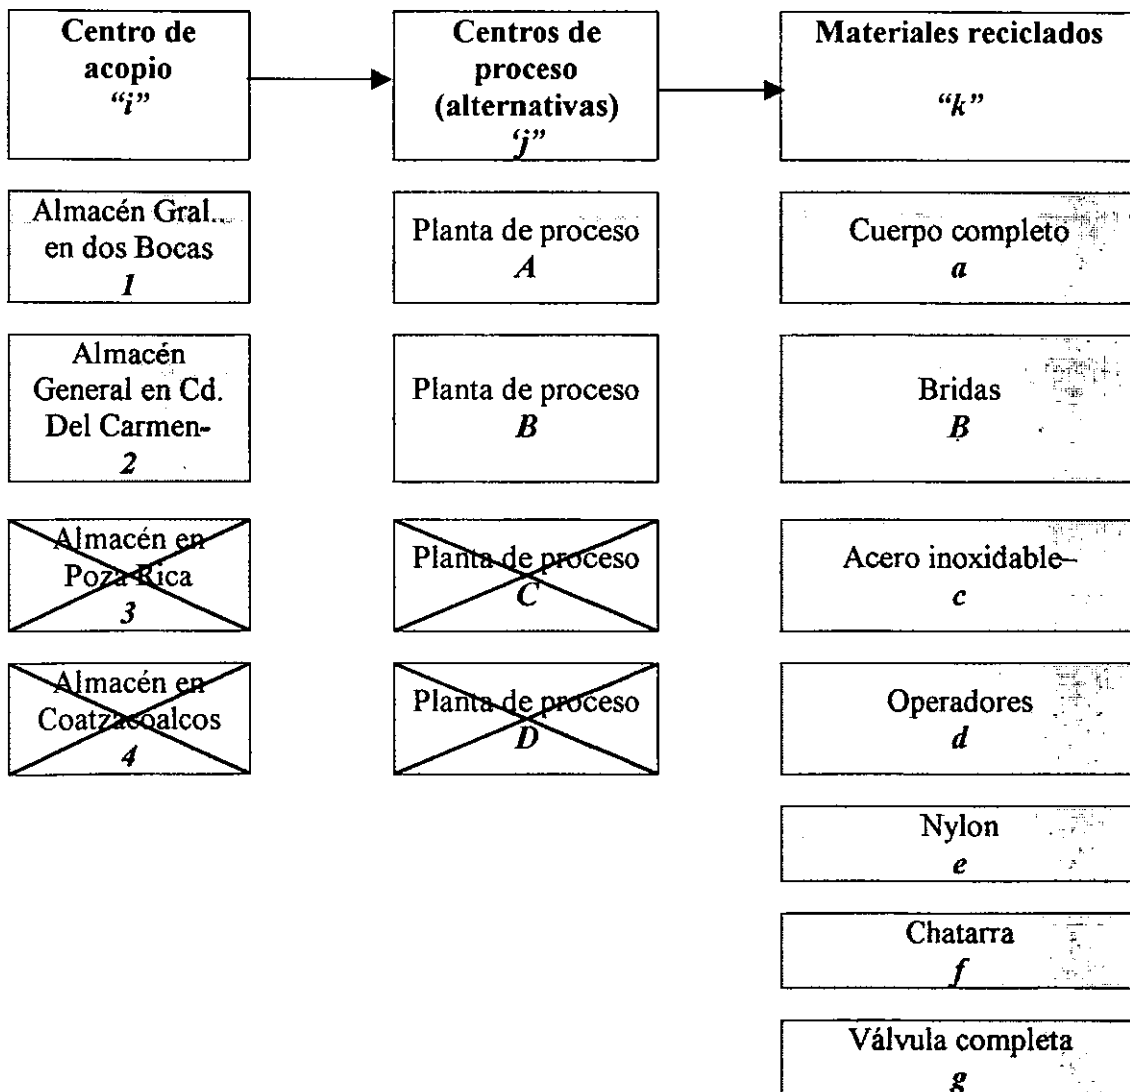 Centro de
acopio
“i”
Centros de
proceso
(alternativas)
‘j”
Materiales reciclados
“k”
Almacén Gral..
en dos Bocas
1
Planta de proceso
A
Cuerpo completo
a
Almacén
General en Cd.
Del Carmen-
2
Planta de proceso
B
Bridas
B
Almacén en
Poza Rica
3
Planta de proceso
C
Acero inoxidable–
c
Almacén en
Coatzacoalcos
4
Planta de proceso
D
Operadores
d
Nylon
e
Chatarra
f
Válvula completa
g